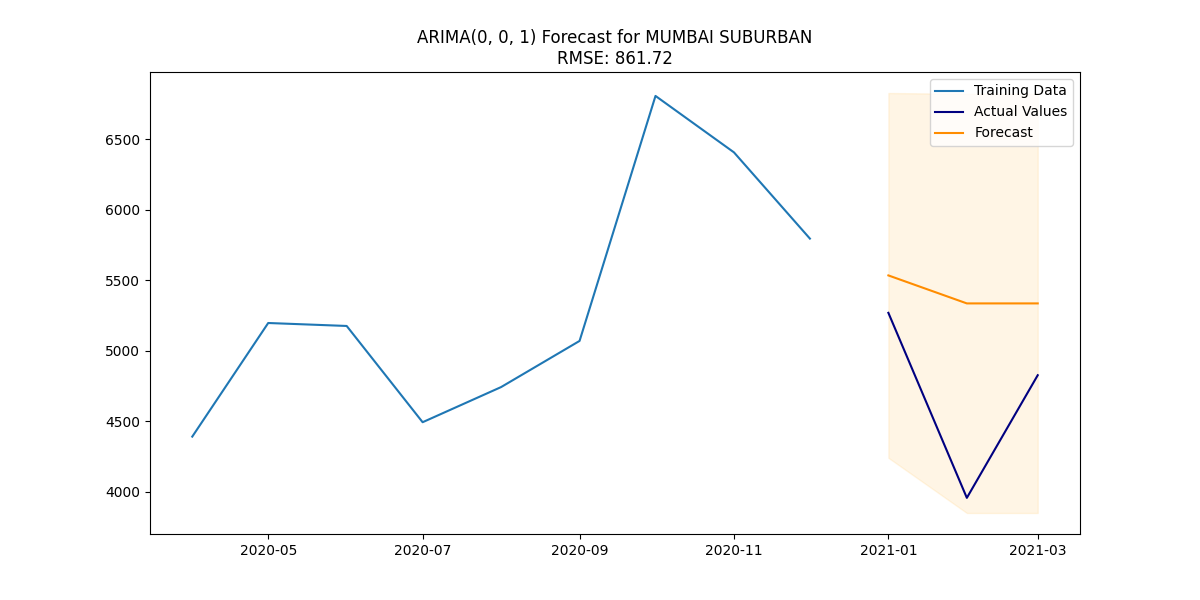 ARIMA(0, 0, 1) Forecast for MUMBAI SUBURBAN
RMSE: 861.72
Training Data
Actual Values
Forecast
6500
6000
5500
5000
4500
4000
2020-05
2020-07
2020-09
2020-11
2021-01
2021-03